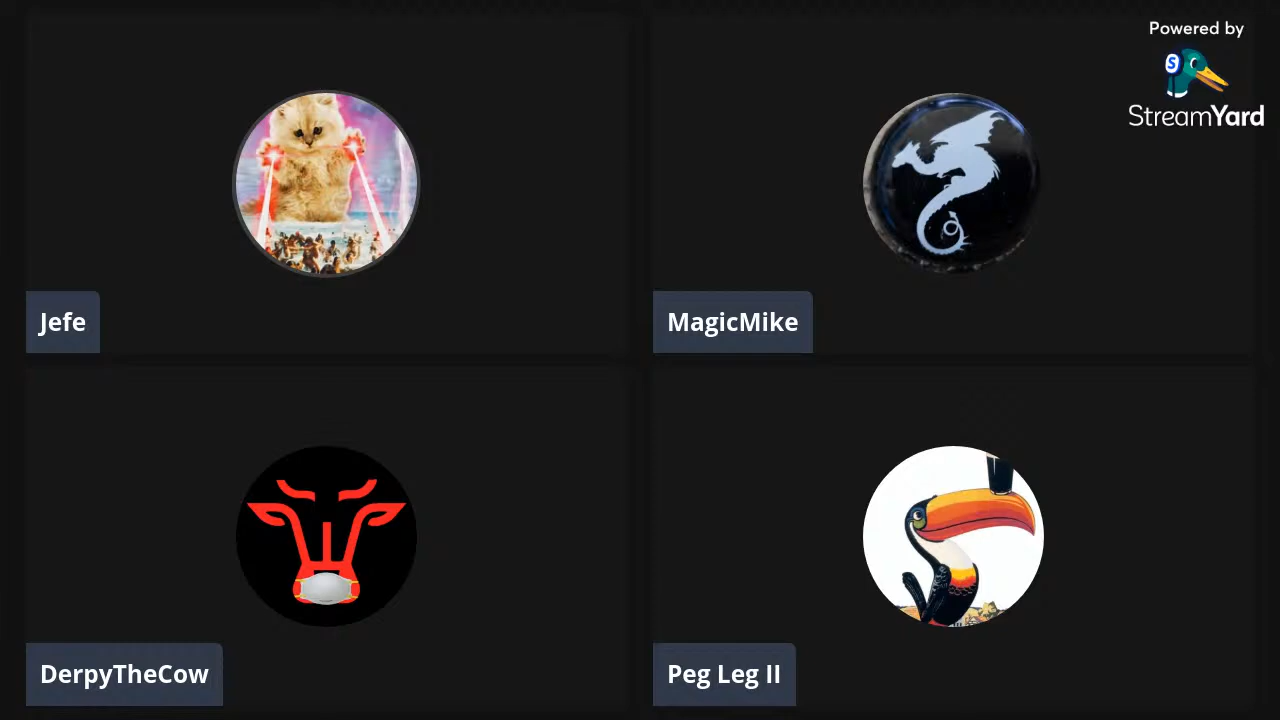 Powered by
S
StreamYard
Jefe
MagicMike
DerpyTheCow
Peg Leg II